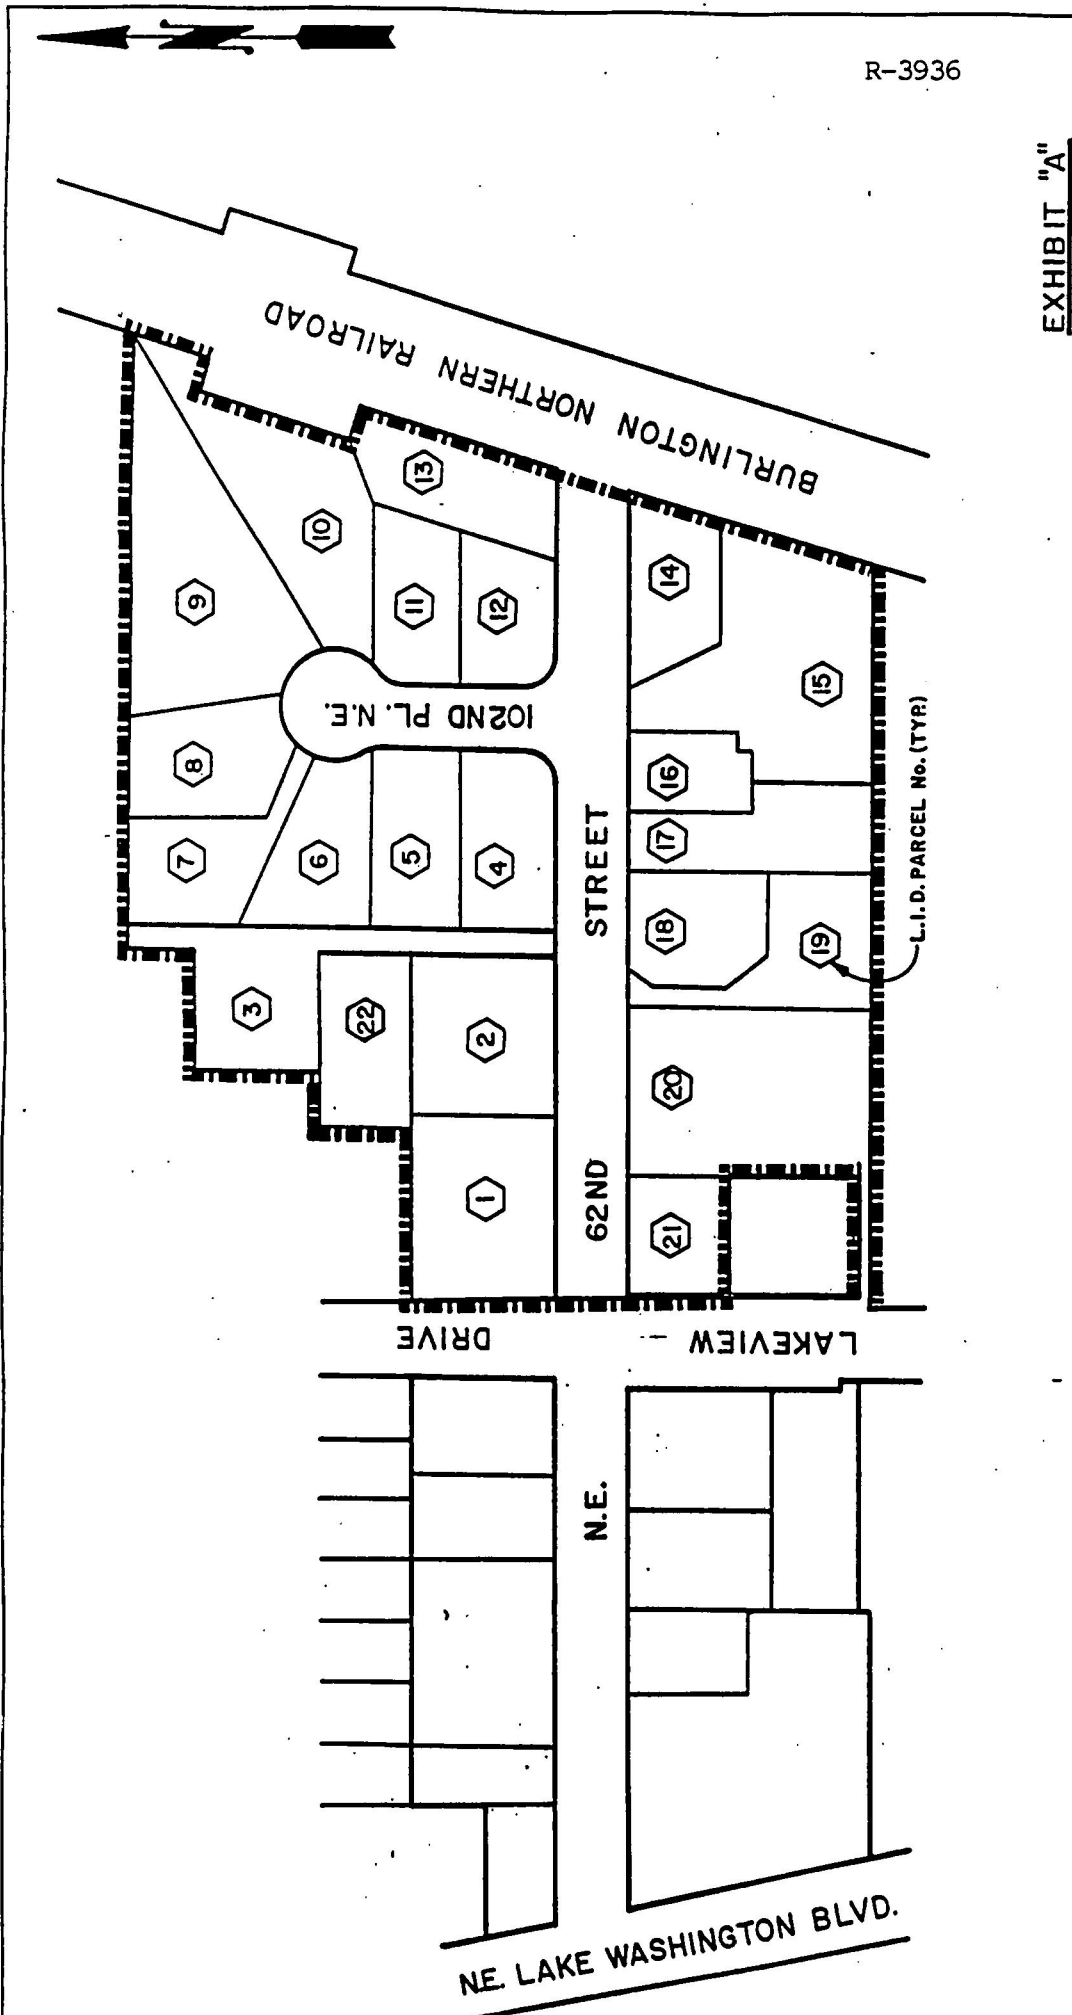 R-3936
EXHIBIT "A"
BURLINGTON NORTHERN RAILROAD
9
10
13
8
11
12
14
102ND PL. N.E.
7
6
5
4
15
16
17
18
19
L.I.D. PARCEL No. (TYP.)
3
22
2
1
20
21
N.E. 62ND STREET
LAKEVIEW DRIVE
N.E. LAKE WASHINGTON BLVD.